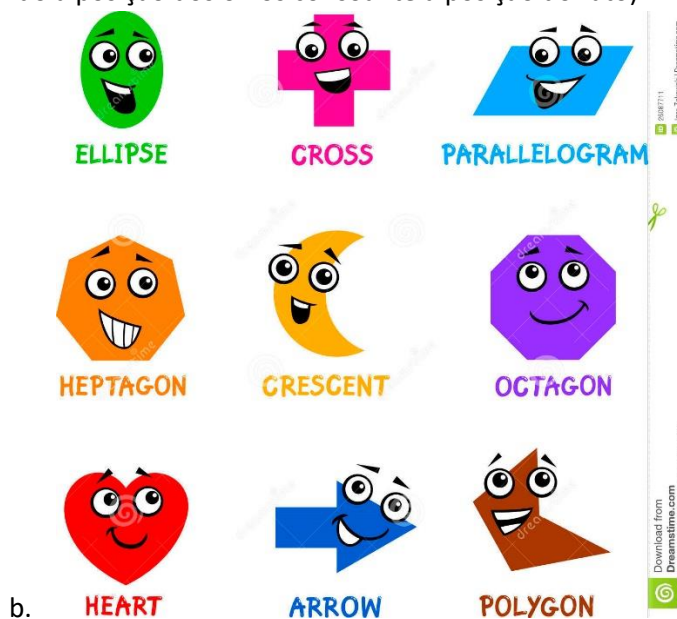 ELLIPSE CROSS PARALLELOGRAM
HEPTAGON CRESCENT OCTAGON
b. HEART ARROW POLYGON
Download from
Dreamstime.com